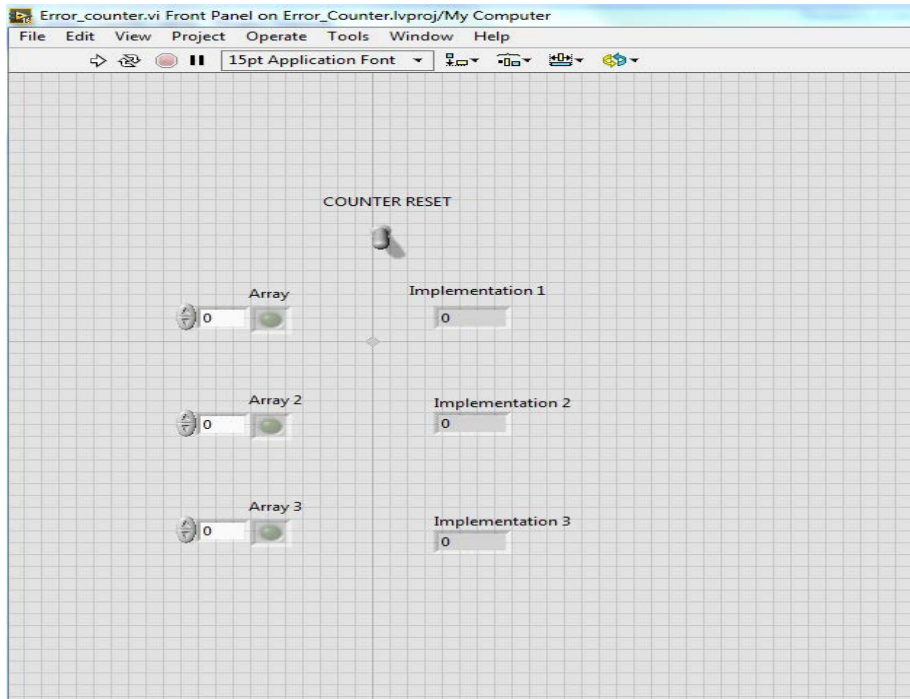 Error_counter.vi Front Panel on Error_Counter.lvproj/My Computer
File Edit View Project Operate Tools Window Help
15pt Application Font
COUNTER RESET
Array
Implementation 1
0
0
Array 2
Implementation 2
0
0
Array 3
Implementation 3
0
0